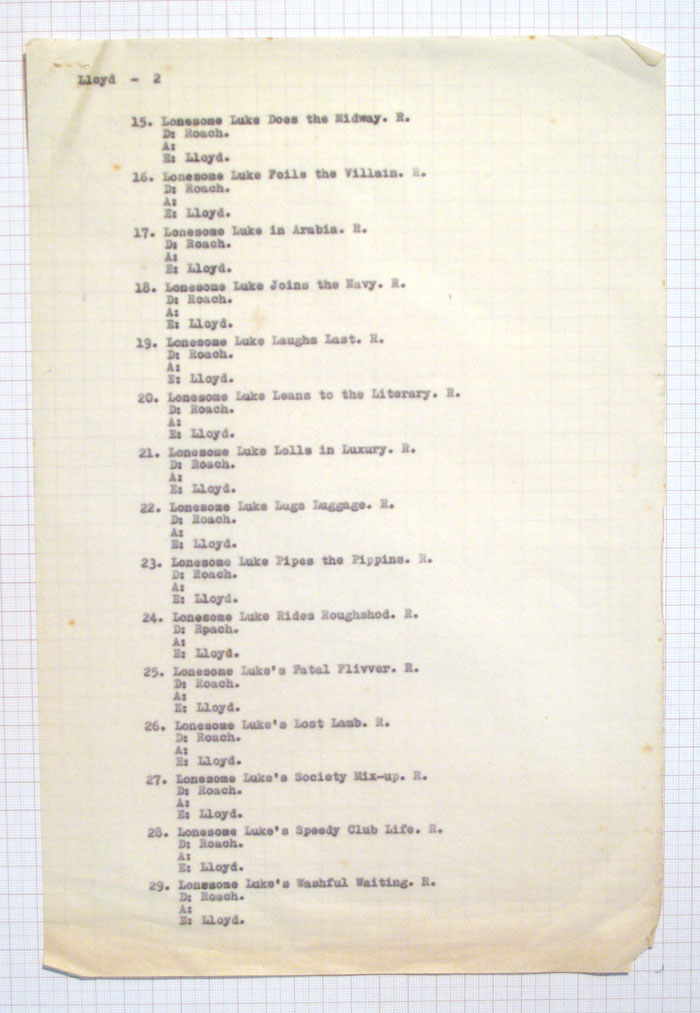 Lloyd - 2
15. Lonesome Luke Does the Midway. R.
D: Roach.
A:
E: Lloyd.
16. Lonesome Luke Foils the Villain. R.
D: Roach.
A:
E: Lloyd.
17. Lonesome Luke in Arabia. R.
D: Roach.
A:
E: Lloyd.
18. Lonesome Luke Joins the Navy. R.
D: Roach.
A:
E: Lloyd.
19. Lonesome Luke Laughs Last. R.
D: Roach.
A:
E: Lloyd.
20. Lonesome Luke Leans to the Literary. R.
D: Roach.
A:
E: Lloyd.
21. Lonesome Luke Lolls in Luxury. R.
D: Roach.
A:
E: Lloyd.
22. Lonesome Luke Lugs Luggage. R.
D: Roach.
A:
E: Lloyd.
23. Lonesome Luke Pipes the Pippins. R.
D: Roach.
A:
E: Lloyd.
24. Lonesome Luke Rides Roughshod. R.
D: Rpach.
A:
E: Lloyd.
25. Lonesome Luke's Fatal Flivver. R.
D: Roach.
A:
E: Lloyd.
26. Lonesome Luke's Lost Lamb. R.
D: Roach.
A:
E: Lloyd.
27. Lonesome Luke's Society Mix-up. R.
D: Roach.
A:
E: Lloyd.
28. Lonesome Luke's Speedy Club Life. R.
D: Roach.
A:
E: Lloyd.
29. Lonesome Luke's Washful Waiting. R.
D: Roach.
A:
E: Lloyd.